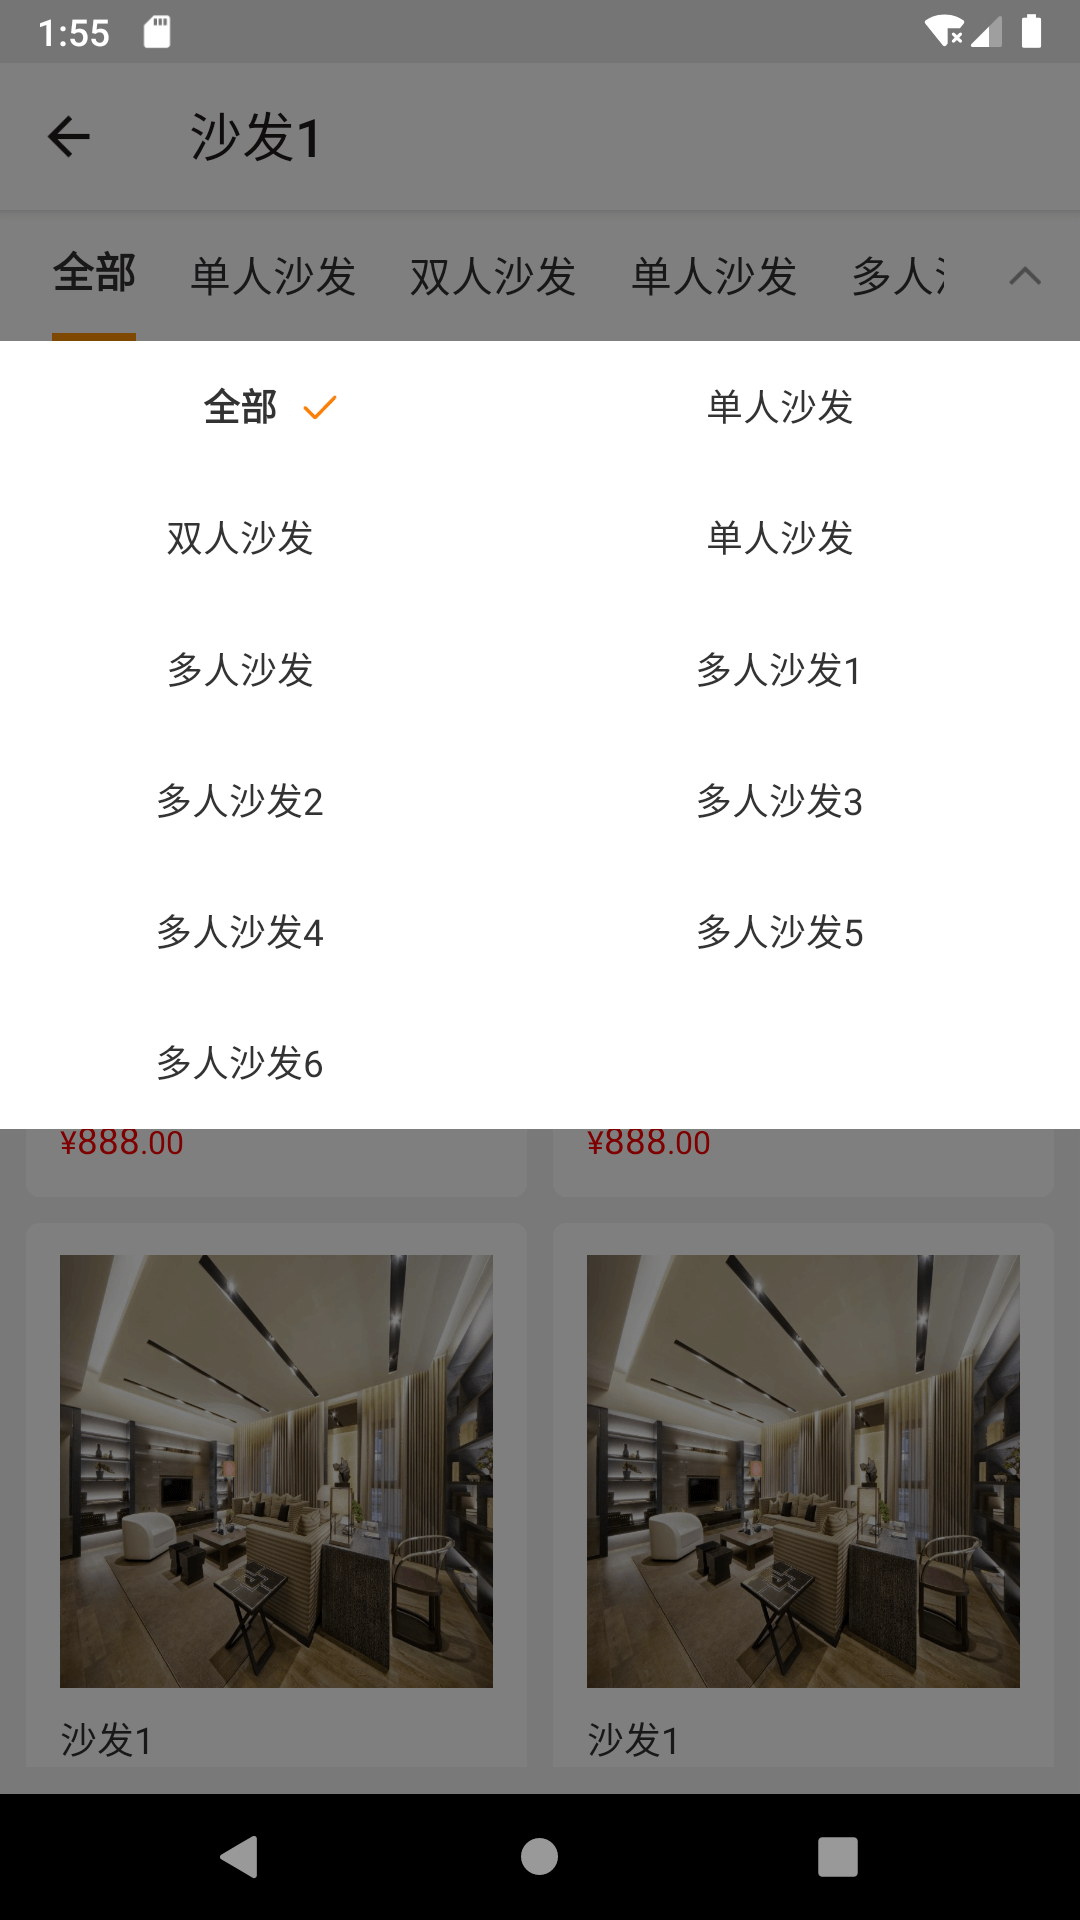 1:55
沙发1
全部 单人沙发 双人沙发 单人沙发 多人
全部 单人沙发
双人沙发 单人沙发
多人沙发 多人沙发1
多人沙发2 多人沙发3
多人沙发4 多人沙发5
多人沙发6
¥888.00 ¥888.00
沙发1 沙发1